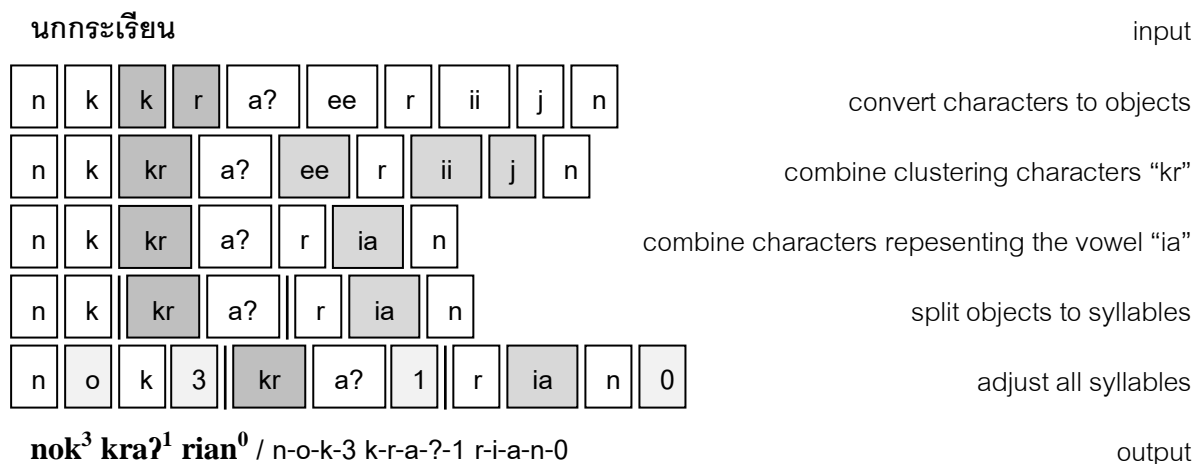 นกกระเรียน input
n k k r a? ee r ii j n convert characters to objects
n k kr a? ee r ii j n combine clustering characters “kr”
n k kr a? r ia n combine characters repesenting the vowel “ia”
n k kr a? r ia n split objects to syllables
n o k 3 kr a? 1 r ia n 0 adjust all syllables
nok³ kraʔ¹ rian⁰ / n-o-k-3 k-r-a-?-1 r-i-a-n-0 output